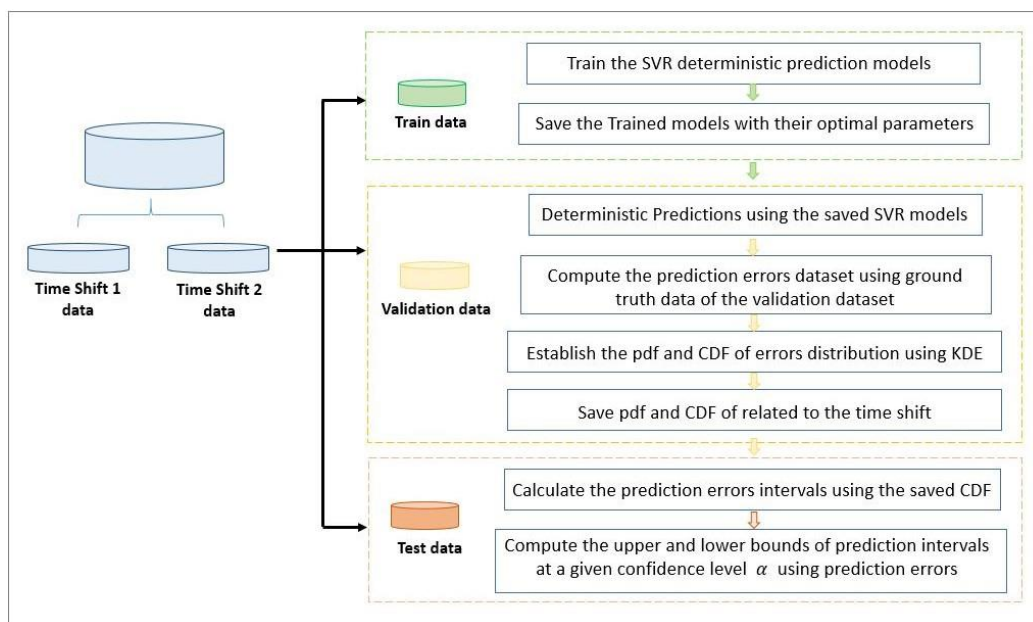 Time Shift 1
data
Time Shift 2
data
Train data
Train the SVR deterministic prediction models
Save the Trained models with their optimal parameters
Validation data
Deterministic Predictions using the saved SVR models
Compute the prediction errors dataset using ground
truth data of the validation dataset
Establish the pdf and CDF of errors distribution using KDE
Save pdf and CDF of related to the time shift
Test data
Calculate the prediction errors intervals using the saved CDF
Compute the upper and lower bounds of prediction intervals
at a given confidence level α using prediction errors